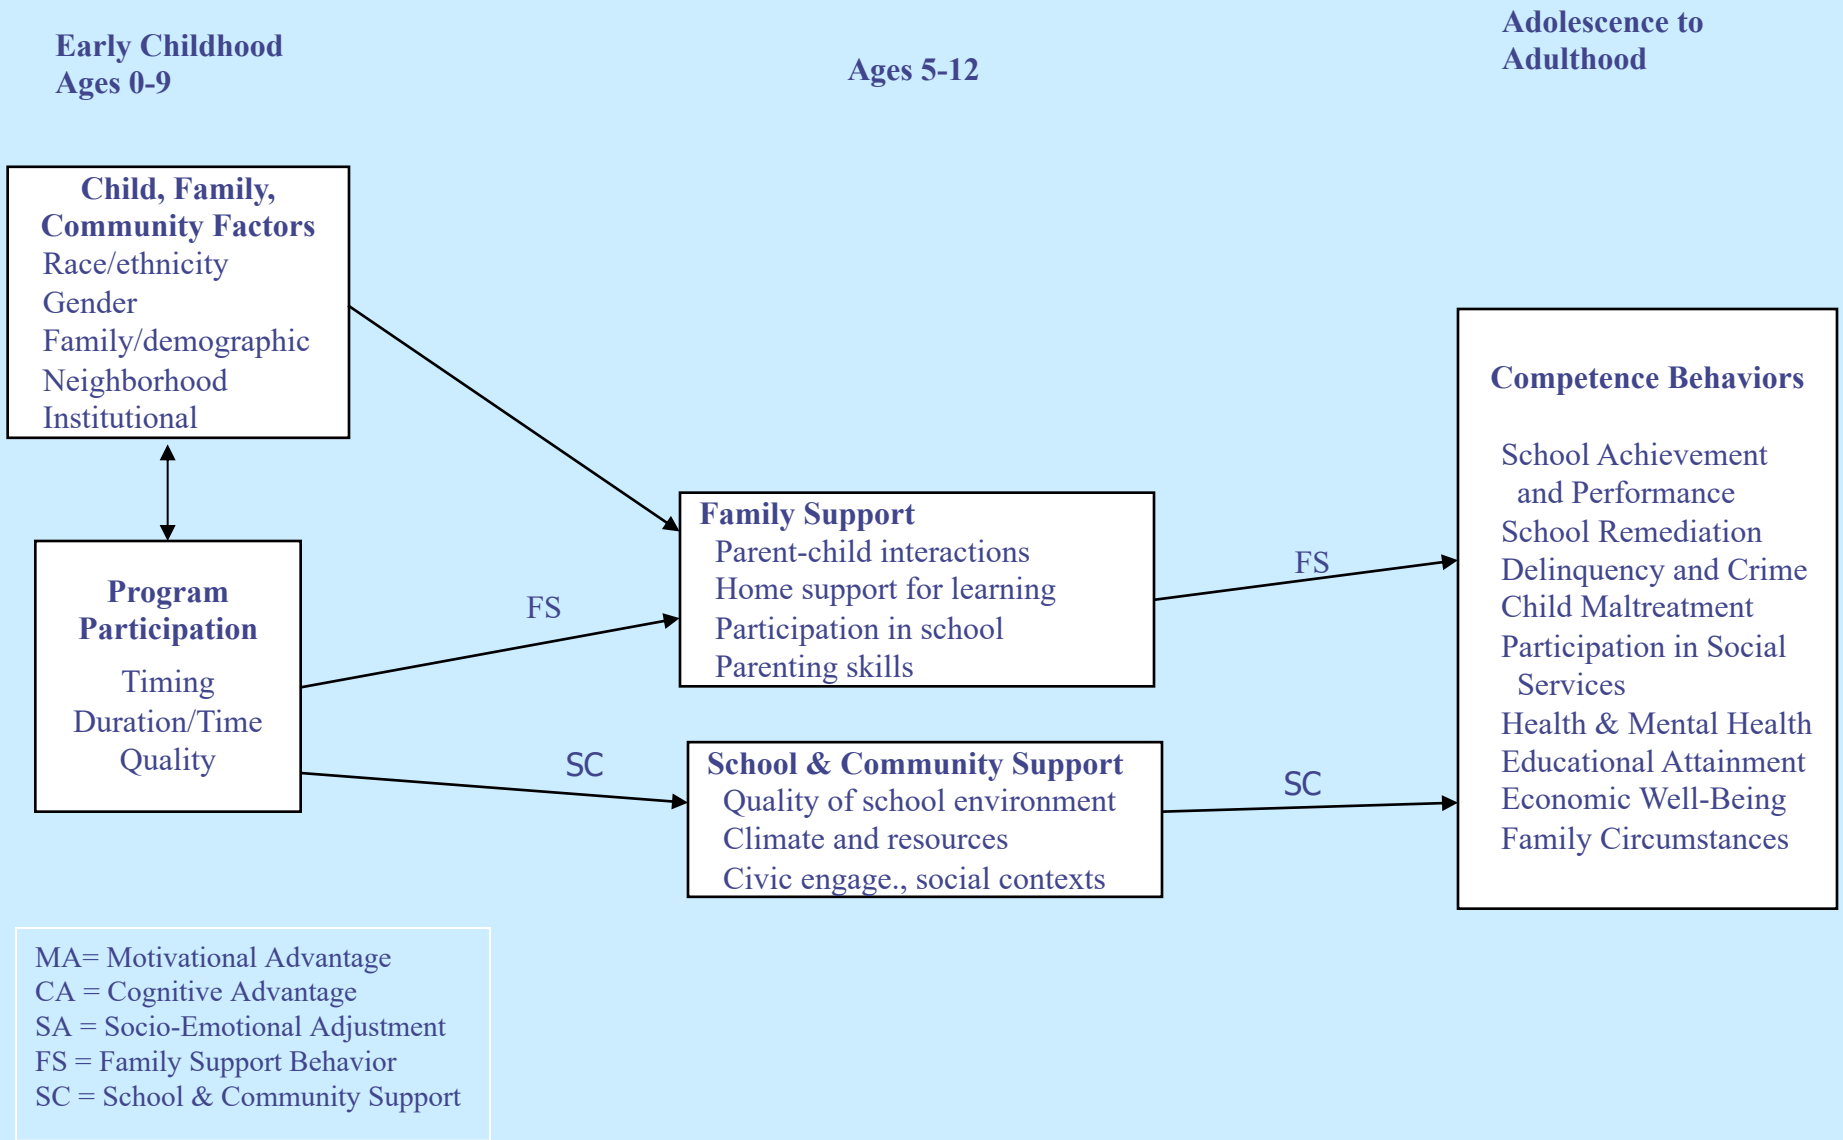 Early Childhood
Ages 0-9
Ages 5-12
Adolescence to
Adulthood
Child, Family,
Community Factors
Race/ethnicity
Gender
Family/demographic
Neighborhood
Institutional
Program
Participation
Timing
Duration/Time
Quality
FS
SC
Family Support
Parent-child interactions
Home support for learning
Participation in school
Parenting skills
School & Community Support
Quality of school environment
Climate and resources
Civic engage., social contexts
FS
SC
Competence Behaviors
School Achievement
and Performance
School Remediation
Delinquency and Crime
Child Maltreatment
Participation in Social
Services
Health & Mental Health
Educational Attainment
Economic Well-Being
Family Circumstances
MA= Motivational Advantage
CA = Cognitive Advantage
SA = Socio-Emotional Adjustment
FS = Family Support Behavior
SC = School & Community Support